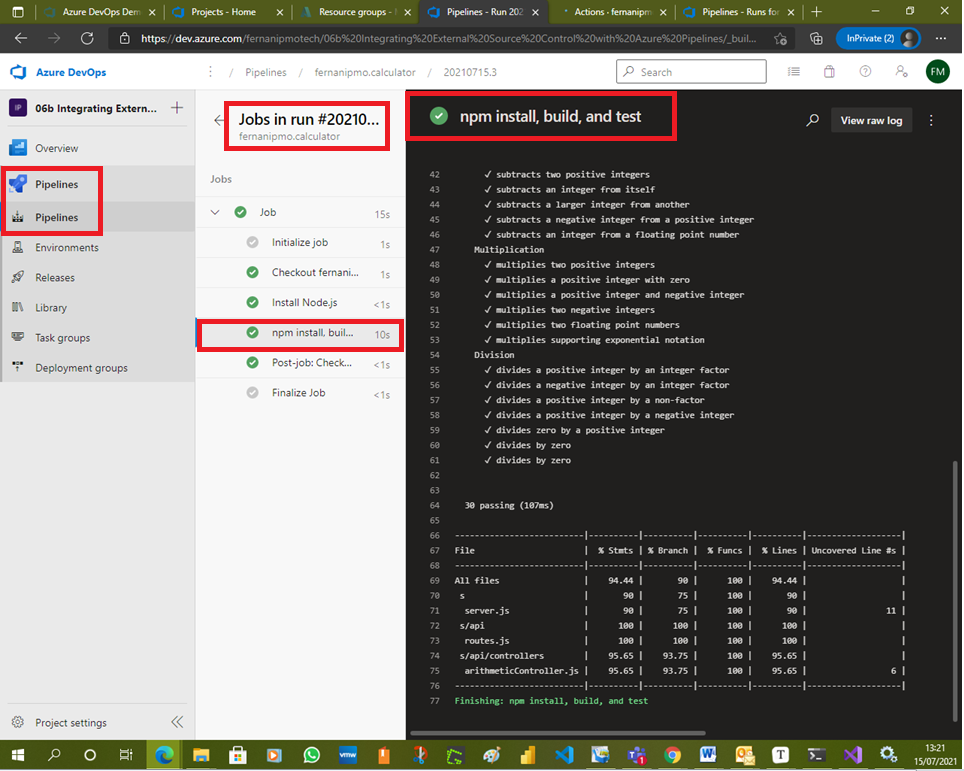 Azure DevOps Dem
Projects - Home
Resource groups -
Pipelines - Run 202
Actions · fernanipm
Pipelines - Runs for
https://dev.azure.com/fernanipmotech/06b%20Integrating%20External%20Source%20Control%20with%20Azure%20Pipelines/_buil...
InPrivate (2)
Azure DevOps
/ Pipelines / fernanipmo.calculator / 20210715.3
Search
FM
IP
06b Integrating Extern...
Overview
Pipelines
Pipelines
Environments
Releases
Library
Task groups
Deployment groups
Project settings
Jobs in run #20210...
fernanipmo.calculator
Jobs
Job 15s
Initialize job 1s
Checkout fernani... 1s
Install Node.js <1s
npm install, buil... 10s
Post-job: Check... <1s
Finalize Job <1s
npm install, build, and test
View raw log
42 ✓ subtracts two positive integers
43 ✓ subtracts an integer from itself
44 ✓ subtracts a larger integer from another
45 ✓ subtracts a negative integer from a positive integer
46 ✓ subtracts an integer from a floating point number
47 Multiplication
48 ✓ multiplies two positive integers
49 ✓ multiplies a positive integer with zero
50 ✓ multiplies a positive integer and negative integer
51 ✓ multiplies two negative integers
52 ✓ multiplies two floating point numbers
53 ✓ multiplies supporting exponential notation
54 Division
55 ✓ divides a positive integer by an integer factor
56 ✓ divides a negative integer by an integer factor
57 ✓ divides a positive integer by a non-factor
58 ✓ divides a positive integer by a negative integer
59 ✓ divides zero by a positive integer
60 ✓ divides by zero
61 ✓ divides by zero
62
63
64 30 passing (107ms)
65
66 --------------------------|----------|----------|----------|----------|-------------------|
67 File | % Stmts | % Branch | % Funcs | % Lines | Uncovered Line #s |
68 --------------------------|----------|----------|----------|----------|-------------------|
69 All files | 94.44 | 90 | 100 | 94.44 | |
70 s | 90 | 75 | 100 | 90 | |
71 server.js | 90 | 75 | 100 | 90 | 11 |
72 s/api | 100 | 100 | 100 | 100 | |
73 routes.js | 100 | 100 | 100 | 100 | |
74 s/api/controllers | 95.65 | 93.75 | 100 | 95.65 | |
75 arithmeticController.js | 95.65 | 93.75 | 100 | 95.65 | 6 |
76 --------------------------|----------|----------|----------|----------|-------------------|
77 Finishing: npm install, build, and test
vmw
T
13:21
15/07/2021